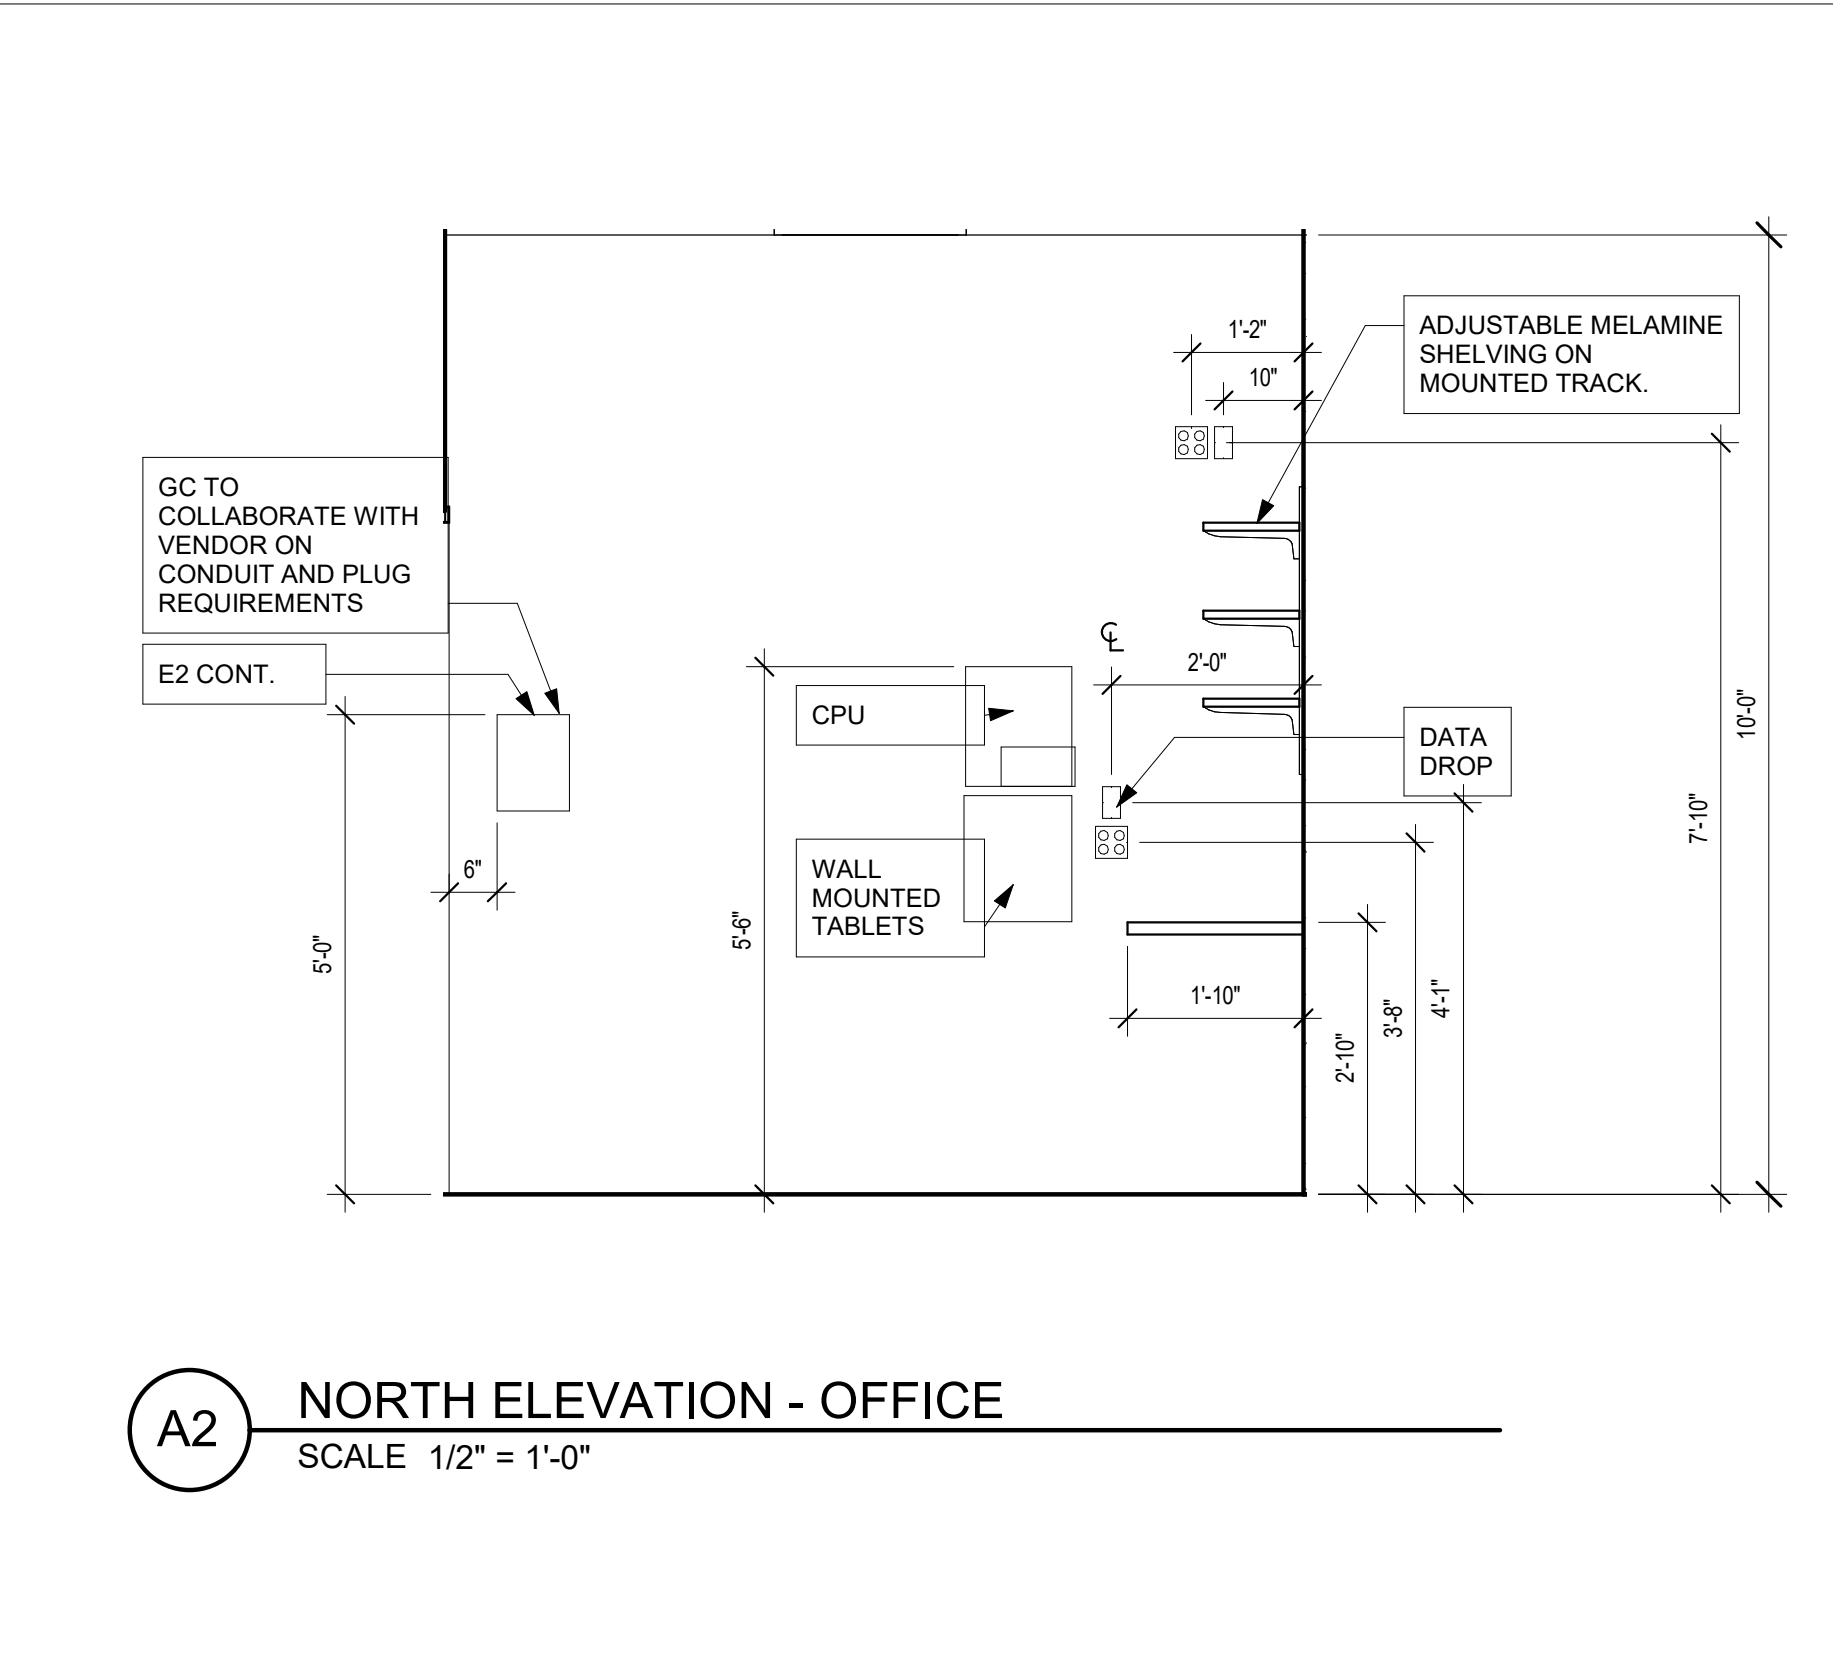 1'-2"
10"
ADJUSTABLE MELAMINE
SHELVING ON
MOUNTED TRACK.
GC TO
COLLABORATE WITH
VENDOR ON
CONDUIT AND PLUG
REQUIREMENTS
E2 CONT.
℄
2'-0"
CPU
DATA
DROP
10'-0"
7'-10"
6"
WALL
MOUNTED
TABLETS
5'-0"
5'-6"
1'-10"
2'-10"
3'-8"
4'-1"
A2
NORTH ELEVATION - OFFICE
SCALE 1/2" = 1'-0"